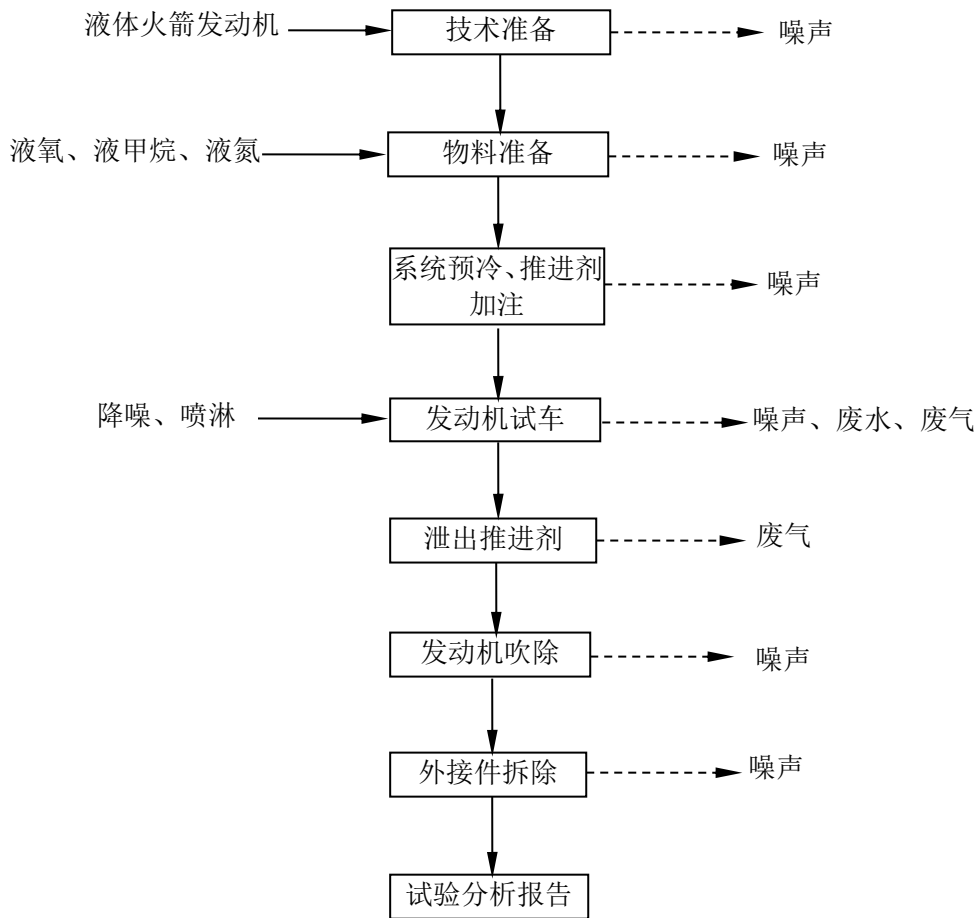 液体火箭发动机
技术准备
噪声
液氧、液甲烷、液氮
物料准备
噪声
系统预冷、推进剂
加注
噪声
降噪、喷淋
发动机试车
噪声、废水、废气
泄出推进剂
废气
发动机吹除
噪声
外接件拆除
噪声
试验分析报告